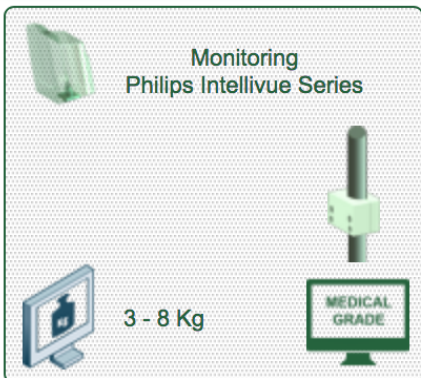 Monitoring
Philips Intellivue Series
3 - 8 Kg
MEDICAL
GRADE